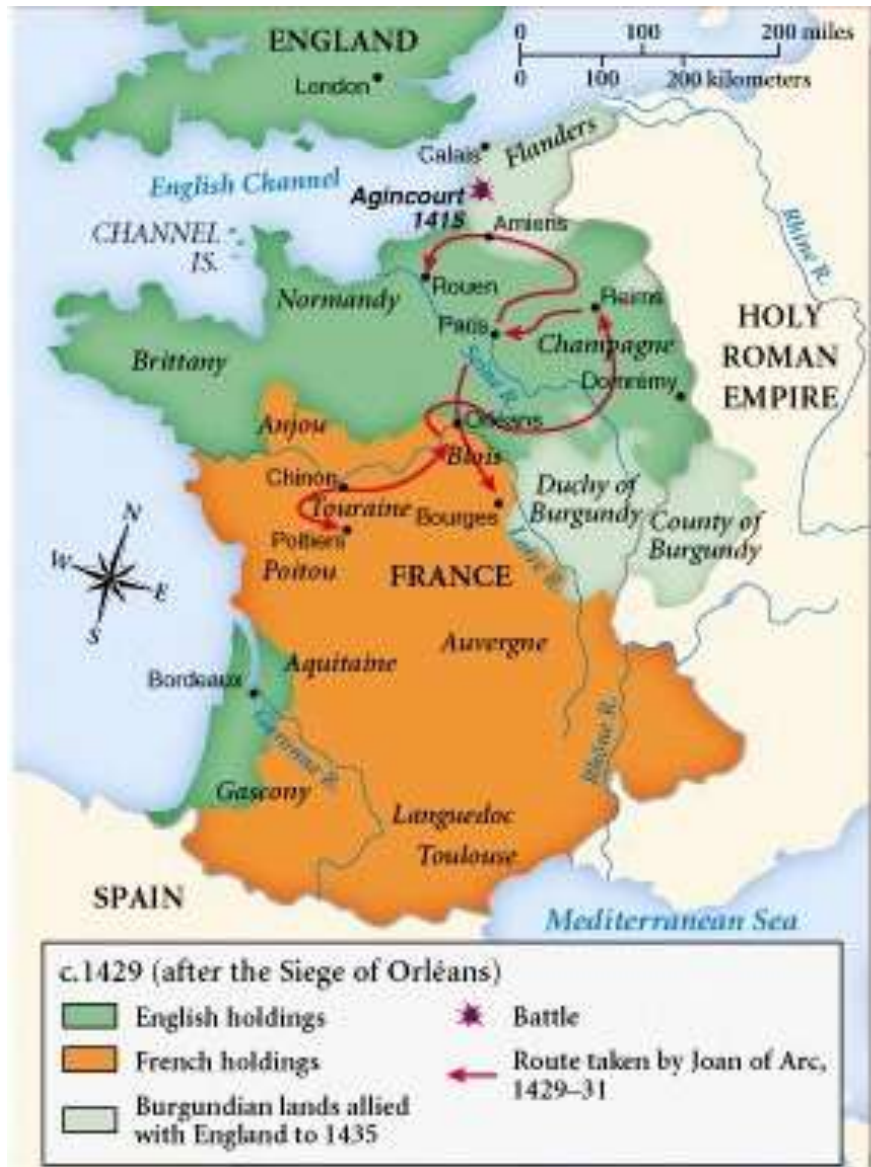 ENGLAND
London
0 100 200 miles
0 100 200 kilometers
Calais
Flanders
English Channel
Agincourt
1415
CHANNEL
IS.
Amiens
Rhine R.
Rouen
Normandy
Reims
Paris
HOLY
ROMAN
EMPIRE
Champagne
Brittany
Seine R.
Domrémy
Orléans
Anjou
Blois
Chinon
Touraine
Duchy of
Burgundy
Bourges
County of
Burgundy
Poitiers
Loire R.
Poitou
FRANCE
N
W
E
S
Auvergne
Aquitaine
Bordeaux
Garonne R.
Rhône R.
Gascony
Languedoc
Toulouse
SPAIN
Mediterranean Sea
c.1429 (after the Siege of Orléans)
English holdings
French holdings
Burgundian lands allied
with England to 1435
Battle
Route taken by Joan of Arc,
1429–31